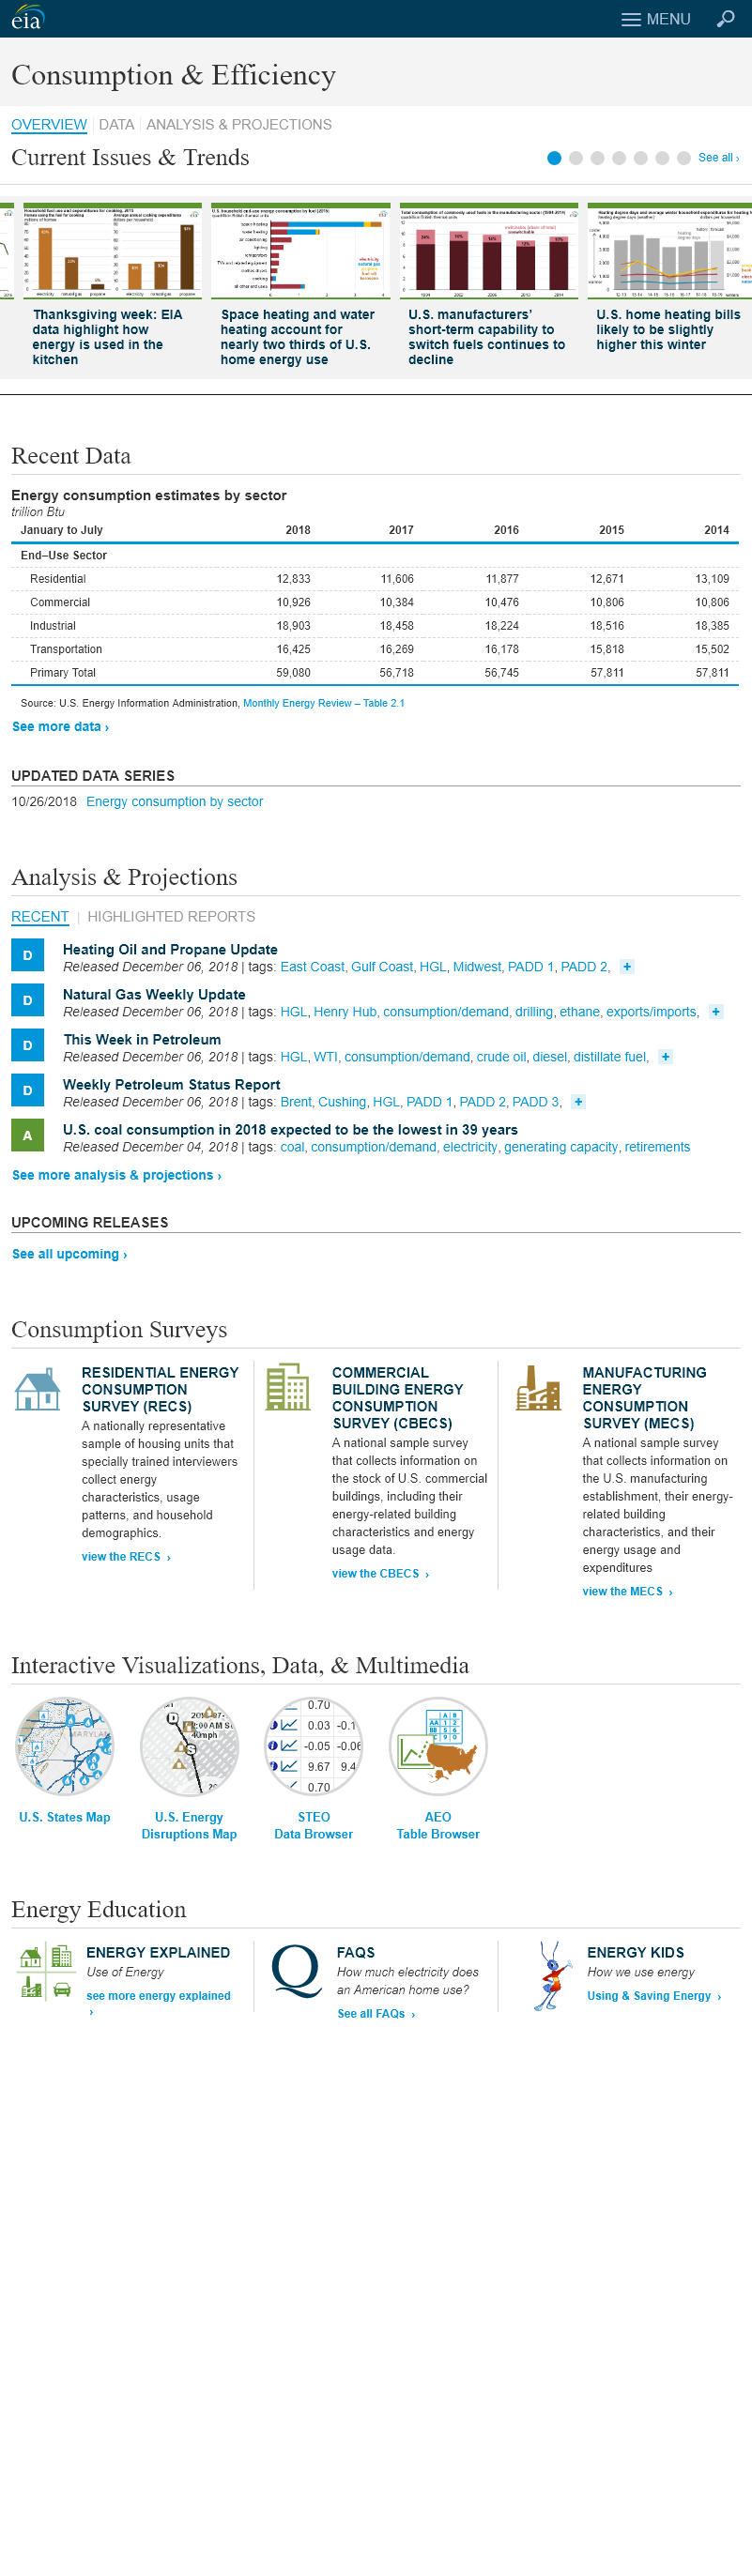 eia
MENU
Consumption & Efficiency
OVERVIEW | DATA | ANALYSIS & PROJECTIONS
Current Issues & Trends
See all ›
Thanksgiving week: EIA
data highlight how
energy is used in the
kitchen
Space heating and water
heating account for
nearly two thirds of U.S.
home energy use
U.S. manufacturers'
short-term capability to
switch fuels continues to
decline
U.S. home heating bills
likely to be slightly
higher this winter
Recent Data
Energy consumption estimates by sector
trillion Btu
January to July 2018 2017 2016 2015 2014
End–Use Sector
Residential 12,833 11,606 11,877 12,671 13,109
Commercial 10,926 10,384 10,476 10,806 10,806
Industrial 18,903 18,458 18,224 18,516 18,385
Transportation 16,425 16,269 16,178 15,818 15,502
Primary Total 59,080 56,718 56,745 57,811 57,811
Source: U.S. Energy Information Administration, Monthly Energy Review – Table 2.1
See more data ›
UPDATED DATA SERIES
10/26/2018 Energy consumption by sector
Analysis & Projections
RECENT | HIGHLIGHTED REPORTS
D
Heating Oil and Propane Update
Released December 06, 2018 | tags: East Coast, Gulf Coast, HGL, Midwest, PADD 1, PADD 2, +
D
Natural Gas Weekly Update
Released December 06, 2018 | tags: HGL, Henry Hub, consumption/demand, drilling, ethane, exports/imports, +
D
This Week in Petroleum
Released December 06, 2018 | tags: HGL, WTI, consumption/demand, crude oil, diesel, distillate fuel, +
D
Weekly Petroleum Status Report
Released December 06, 2018 | tags: Brent, Cushing, HGL, PADD 1, PADD 2, PADD 3, +
A
U.S. coal consumption in 2018 expected to be the lowest in 39 years
Released December 04, 2018 | tags: coal, consumption/demand, electricity, generating capacity, retirements
See more analysis & projections ›
UPCOMING RELEASES
See all upcoming ›
Consumption Surveys
RESIDENTIAL ENERGY
CONSUMPTION
SURVEY (RECS)
A nationally representative
sample of housing units that
specially trained interviewers
collect energy
characteristics, usage
patterns, and household
demographics.
view the RECS ›
COMMERCIAL
BUILDING ENERGY
CONSUMPTION
SURVEY (CBECS)
A national sample survey
that collects information on
the stock of U.S. commercial
buildings, including their
energy-related building
characteristics and energy
usage data.
view the CBECS ›
MANUFACTURING
ENERGY
CONSUMPTION
SURVEY (MECS)
A national sample survey
that collects information on
the U.S. manufacturing
establishment, their energy-
related building
characteristics, and their
energy usage and
expenditures
view the MECS ›
Interactive Visualizations, Data, & Multimedia
U.S. States Map
U.S. Energy
Disruptions Map
0.70
0.03 -0.1
-0.05 -0.06
9.67 9.4
0.70
STEO
Data Browser
AEO
Table Browser
Energy Education
ENERGY EXPLAINED
Use of Energy
see more energy explained
›
Q
FAQS
How much electricity does
an American home use?
See all FAQs ›
ENERGY KIDS
How we use energy
Using & Saving Energy ›